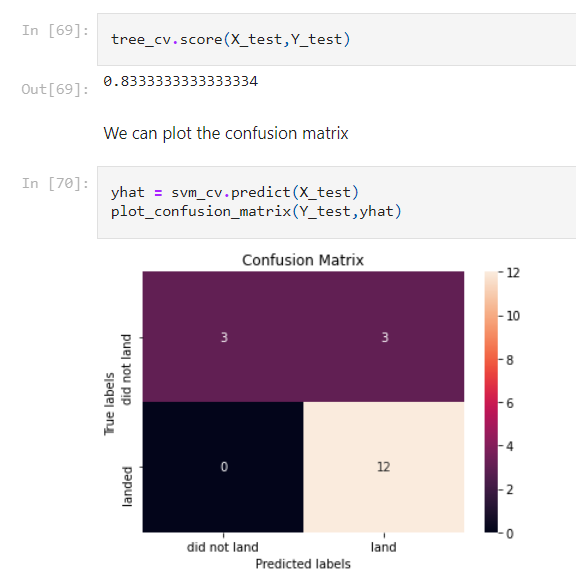 In [69]:
tree_cv.score(X_test,Y_test)
Out[69]:
0.8333333333333334
We can plot the confusion matrix
In [70]:
yhat = svm_cv.predict(X_test)
plot_confusion_matrix(Y_test,yhat)
Confusion Matrix
True labels
did not land
landed
3
3
0
12
did not land
land
Predicted labels
12
10
8
6
4
2
0